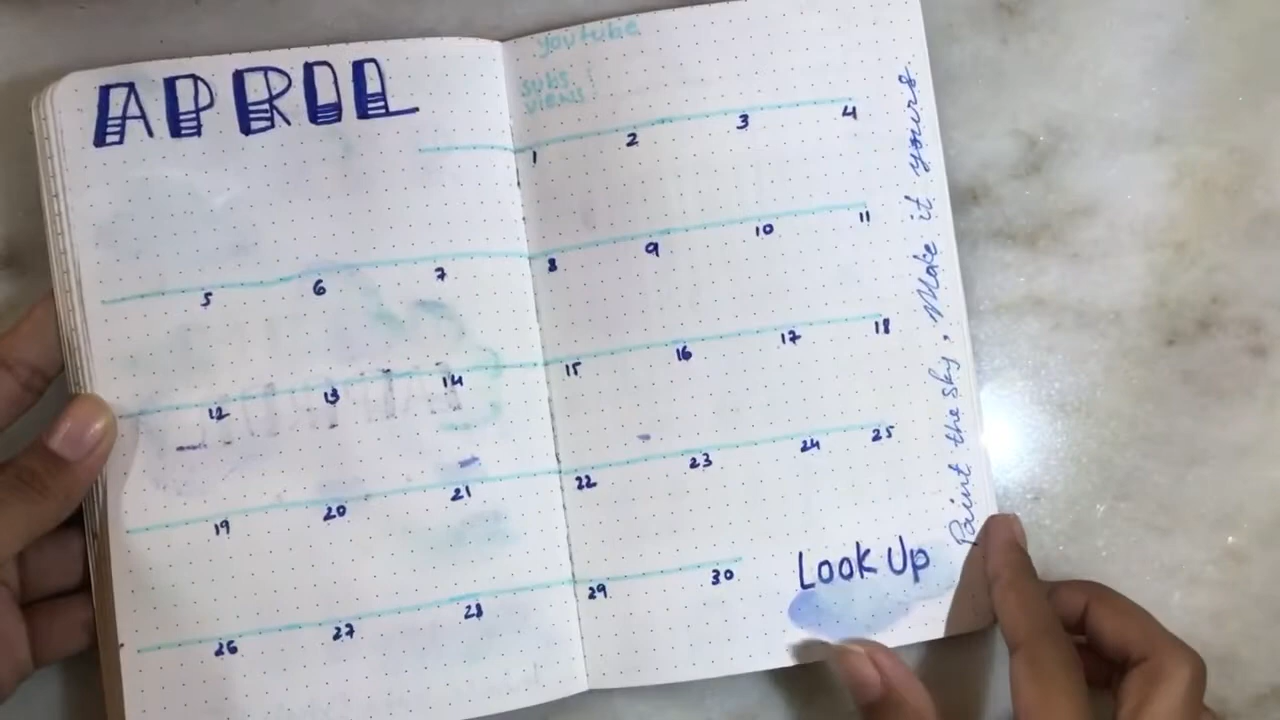 APRIL
youtube
subs
views
1 2 3 4
5 6 7 8 9 10 11
12 13 14 15 16 17 18
19 20 21 22 23 24 25
26 27 28 29 30
Look Up
Paint the sky, Make it yours.